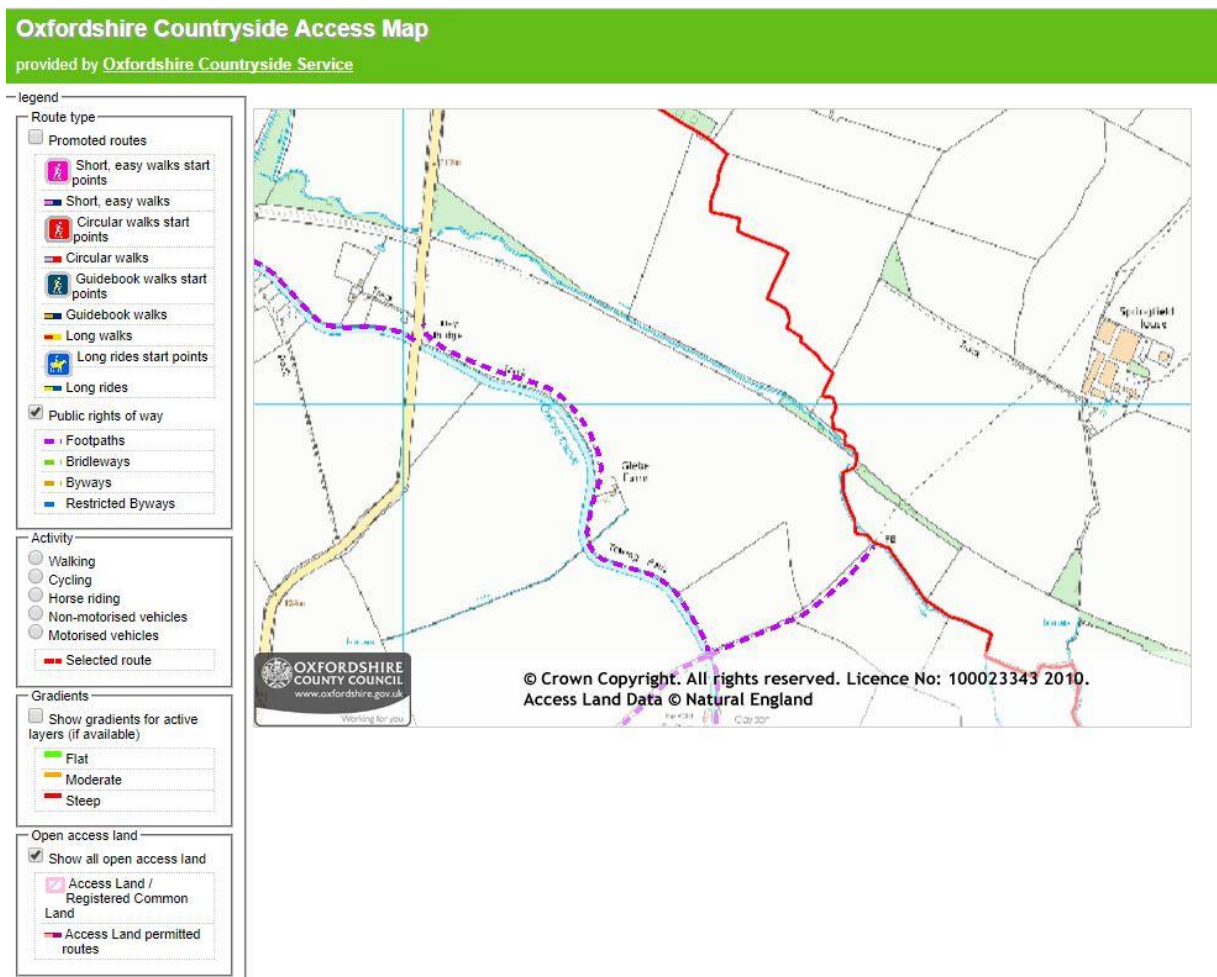 Oxfordshire Countryside Access Map
provided by Oxfordshire Countryside Service
legend
Route type
Promoted routes
Short, easy walks start
points
Short, easy walks
Circular walks start
points
Circular walks
Guidebook walks start
points
Guidebook walks
Long walks
Long rides start points
Long rides
Public rights of way
Footpaths
Bridleways
Byways
Restricted Byways
Activity
Walking
Cycling
Horse riding
Non-motorised vehicles
Motorised vehicles
Selected route
Gradients
Show gradients for active
layers (if available)
Flat
Moderate
Steep
Open access land
Show all open access land
Access Land /
Registered Common
Land
Access Land permitted
routes
Springfield
House
Track
Glebe
Farm
Towing Path
FB
Claydon
OXFORDSHIRE
COUNTY COUNCIL
www.oxfordshire.gov.uk
Working for you
© Crown Copyright. All rights reserved. Licence No: 100023343 2010.
Access Land Data © Natural England